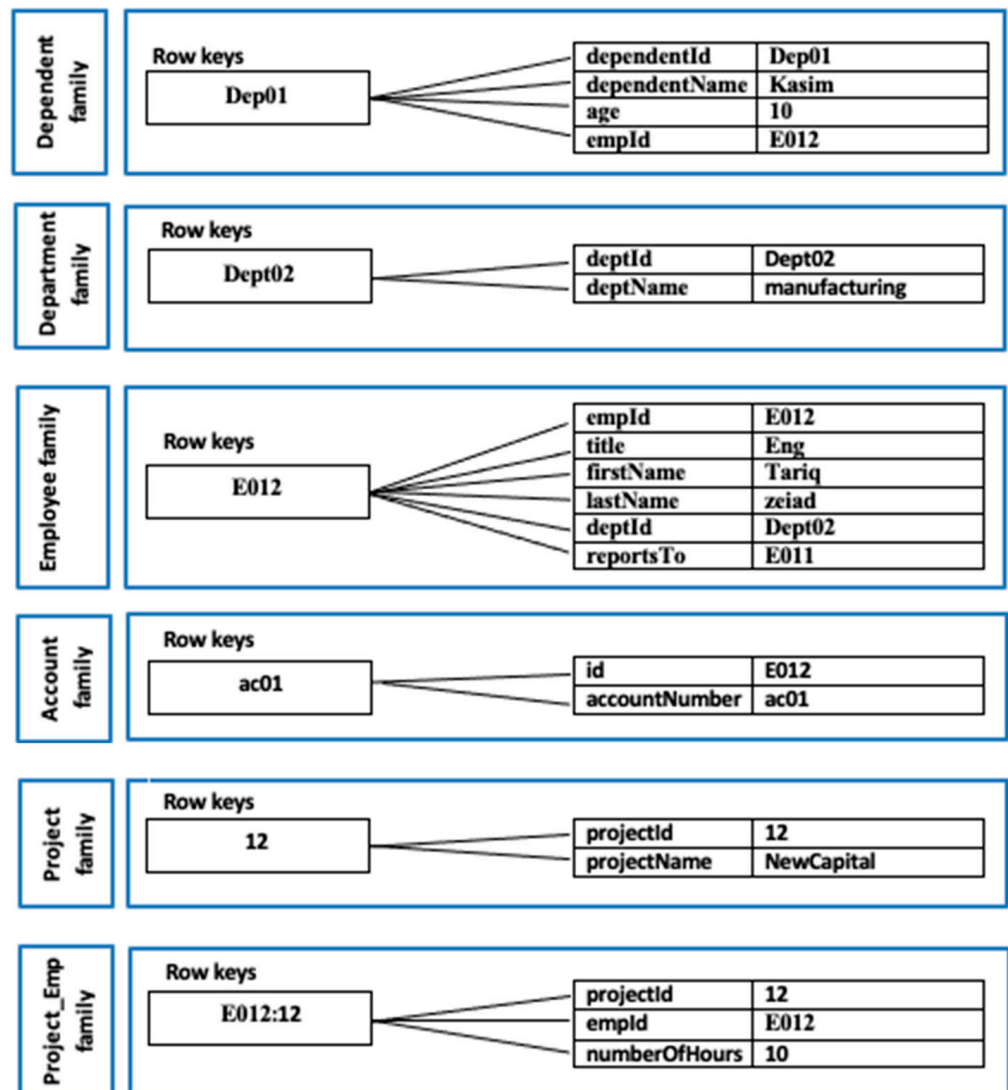 Dependent
family
Row keys
Dep01
dependentId Dep01
dependentName Kasim
age 10
empId E012
Department
family
Row keys
Dept02
deptId Dept02
deptName manufacturing
Employee family
Row keys
E012
empId E012
title Eng
firstName Tariq
lastName zeiad
deptId Dept02
reportsTo E011
Account
family
Row keys
ac01
id E012
accountNumber ac01
Project
family
Row keys
12
projectId 12
projectName NewCapital
Project_Emp
family
Row keys
E012:12
projectId 12
empId E012
numberOfHours 10